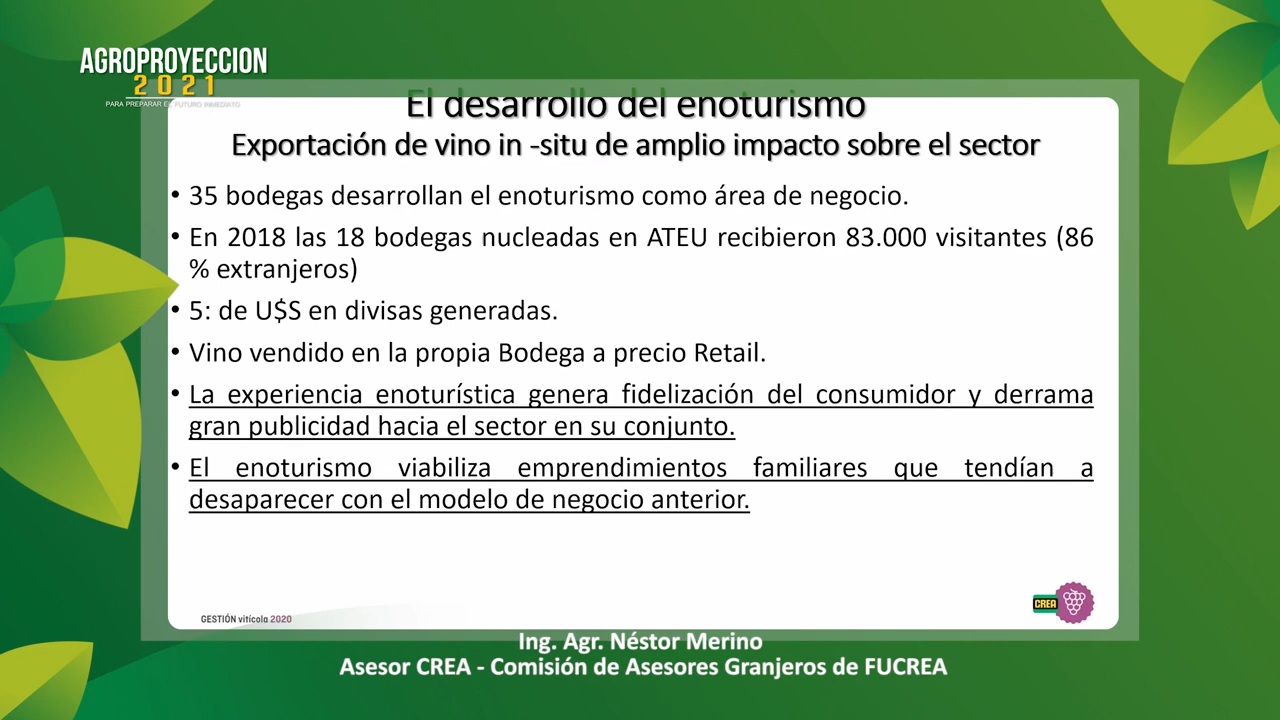 AGROPROYECCION
2021
PARA PREPARAR EL FUTURO INMEDIATO
El desarrollo del enoturismo
Exportación de vino in -situ de amplio impacto sobre el sector
• 35 bodegas desarrollan el enoturismo como área de negocio.
• En 2018 las 18 bodegas nucleadas en ATEU recibieron 83.000 visitantes (86
% extranjeros)
• 5: de U$S en divisas generadas.
• Vino vendido en la propia Bodega a precio Retail.
• La experiencia enoturística genera fidelización del consumidor y derrama
gran publicidad hacia el sector en su conjunto.
• El enoturismo viabiliza emprendimientos familiares que tendían a
desaparecer con el modelo de negocio anterior.
GESTIÓN vitícola 2020
CREA
Ing. Agr. Néstor Merino
Asesor CREA - Comisión de Asesores Granjeros de FUCREA